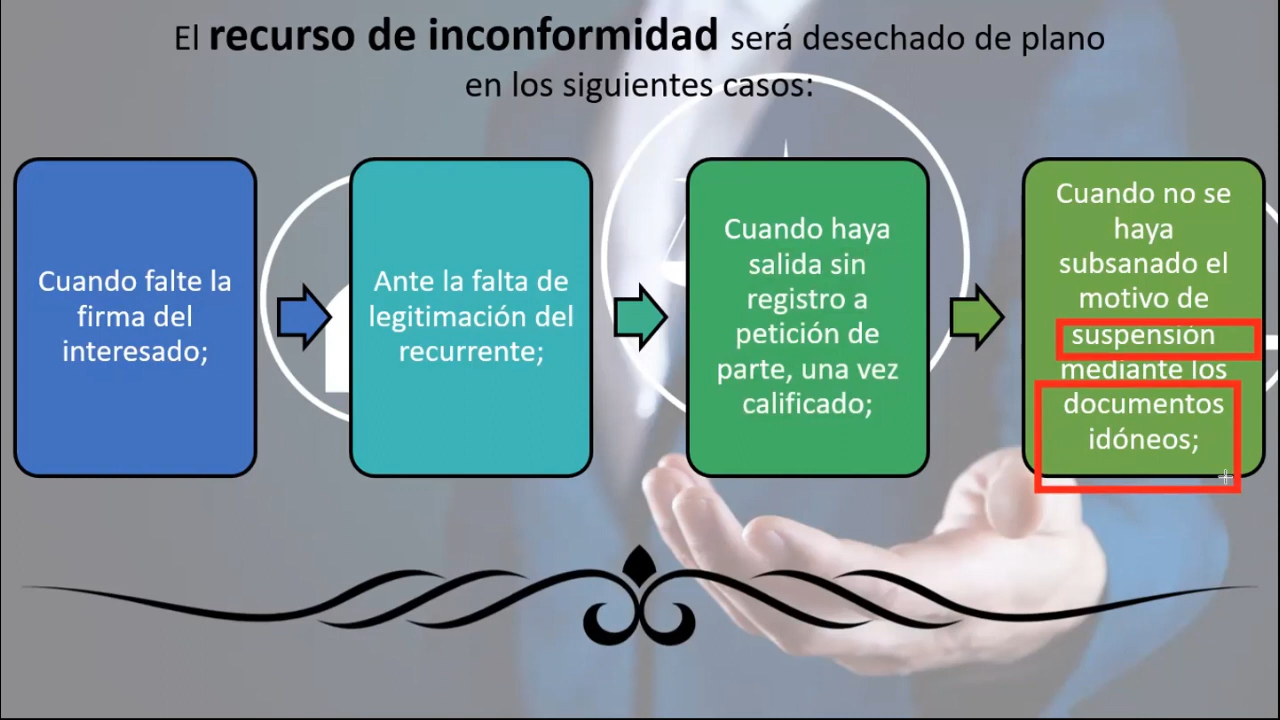 El recurso de inconformidad será desechado de plano
en los siguientes casos:
Cuando falte la
firma del
interesado;
Ante la falta de
legitimación del
recurrente;
Cuando haya
salida sin
registro a
petición de
parte, una vez
calificado;
Cuando no se
haya
subsanado el
motivo de
suspensión
mediante los
documentos
idóneos;